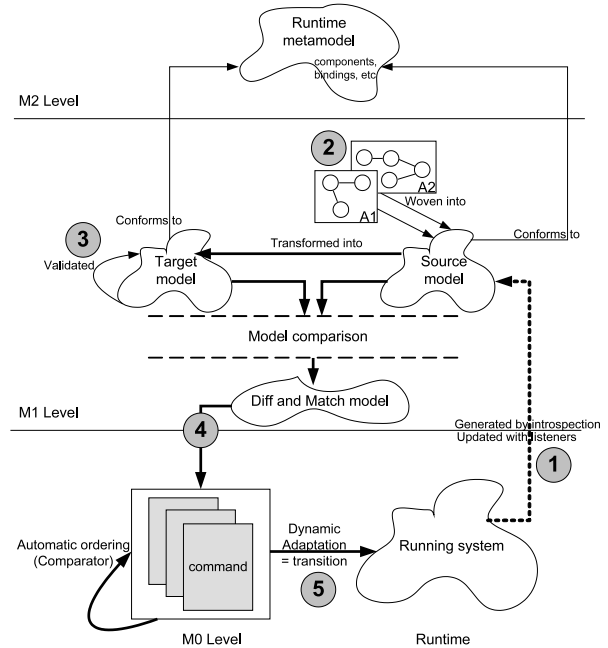 Runtime
metamodel
components,
bindings, etc
M2 Level
2
A2
A1
Woven into
Conforms to
Conforms to
3
Validated
Target
model
Transformed into
Source
model
Model comparison
Diff and Match model
M1 Level
4
Generated by introspection
Updated with listeners
1
Automatic ordering
(Comparator)
command
Dynamic
Adaptation
= transition
5
Running system
M0 Level
Runtime